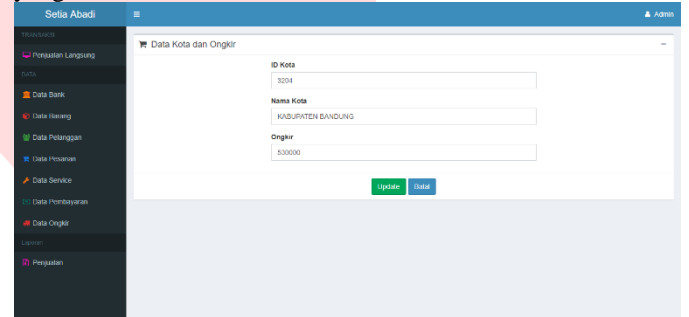 Setia Abadi
Admin
TRANSAKSI
Penjualan Langsung
DATA
Data Bank
Data Barang
Data Pelanggan
Data Pesanan
Data Service
Data Pembayaran
Data Ongkir
Laporan
Penjualan
Data Kota dan Ongkir
ID Kota
3204
Nama Kota
KABUPATEN BANDUNG
Ongkir
530000
Update Batal